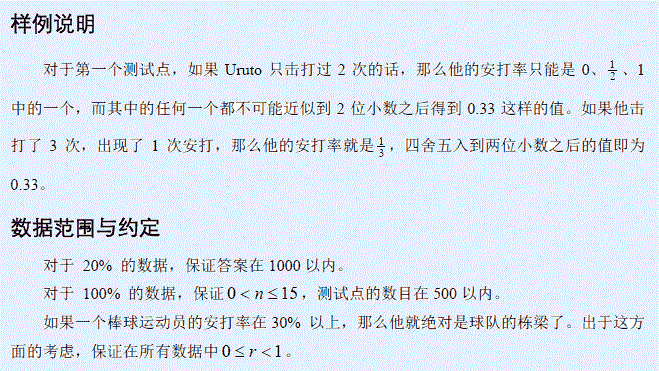 样例说明
对于第一个测试点，如果 Uruto 只击打过 2 次的话，那么他的安打率只能是 0、1/2、1
中的一个，而其中的任何一个都不可能近似到 2 位小数之后得到 0.33 这样的值。如果他击
打了 3 次，出现了 1 次安打，那么他的安打率就是1/3，四舍五入到两位小数之后的值即为
0.33。
数据范围与约定
对于 20% 的数据，保证答案在 1000 以内。
对于 100% 的数据，保证0 < n ≤ 15，测试点的数目在 500 以内。
如果一个棒球运动员的安打率在 30% 以上，那么他就绝对是球队的栋梁了。出于这方
面的考虑，保证在所有数据中0 ≤ r < 1。